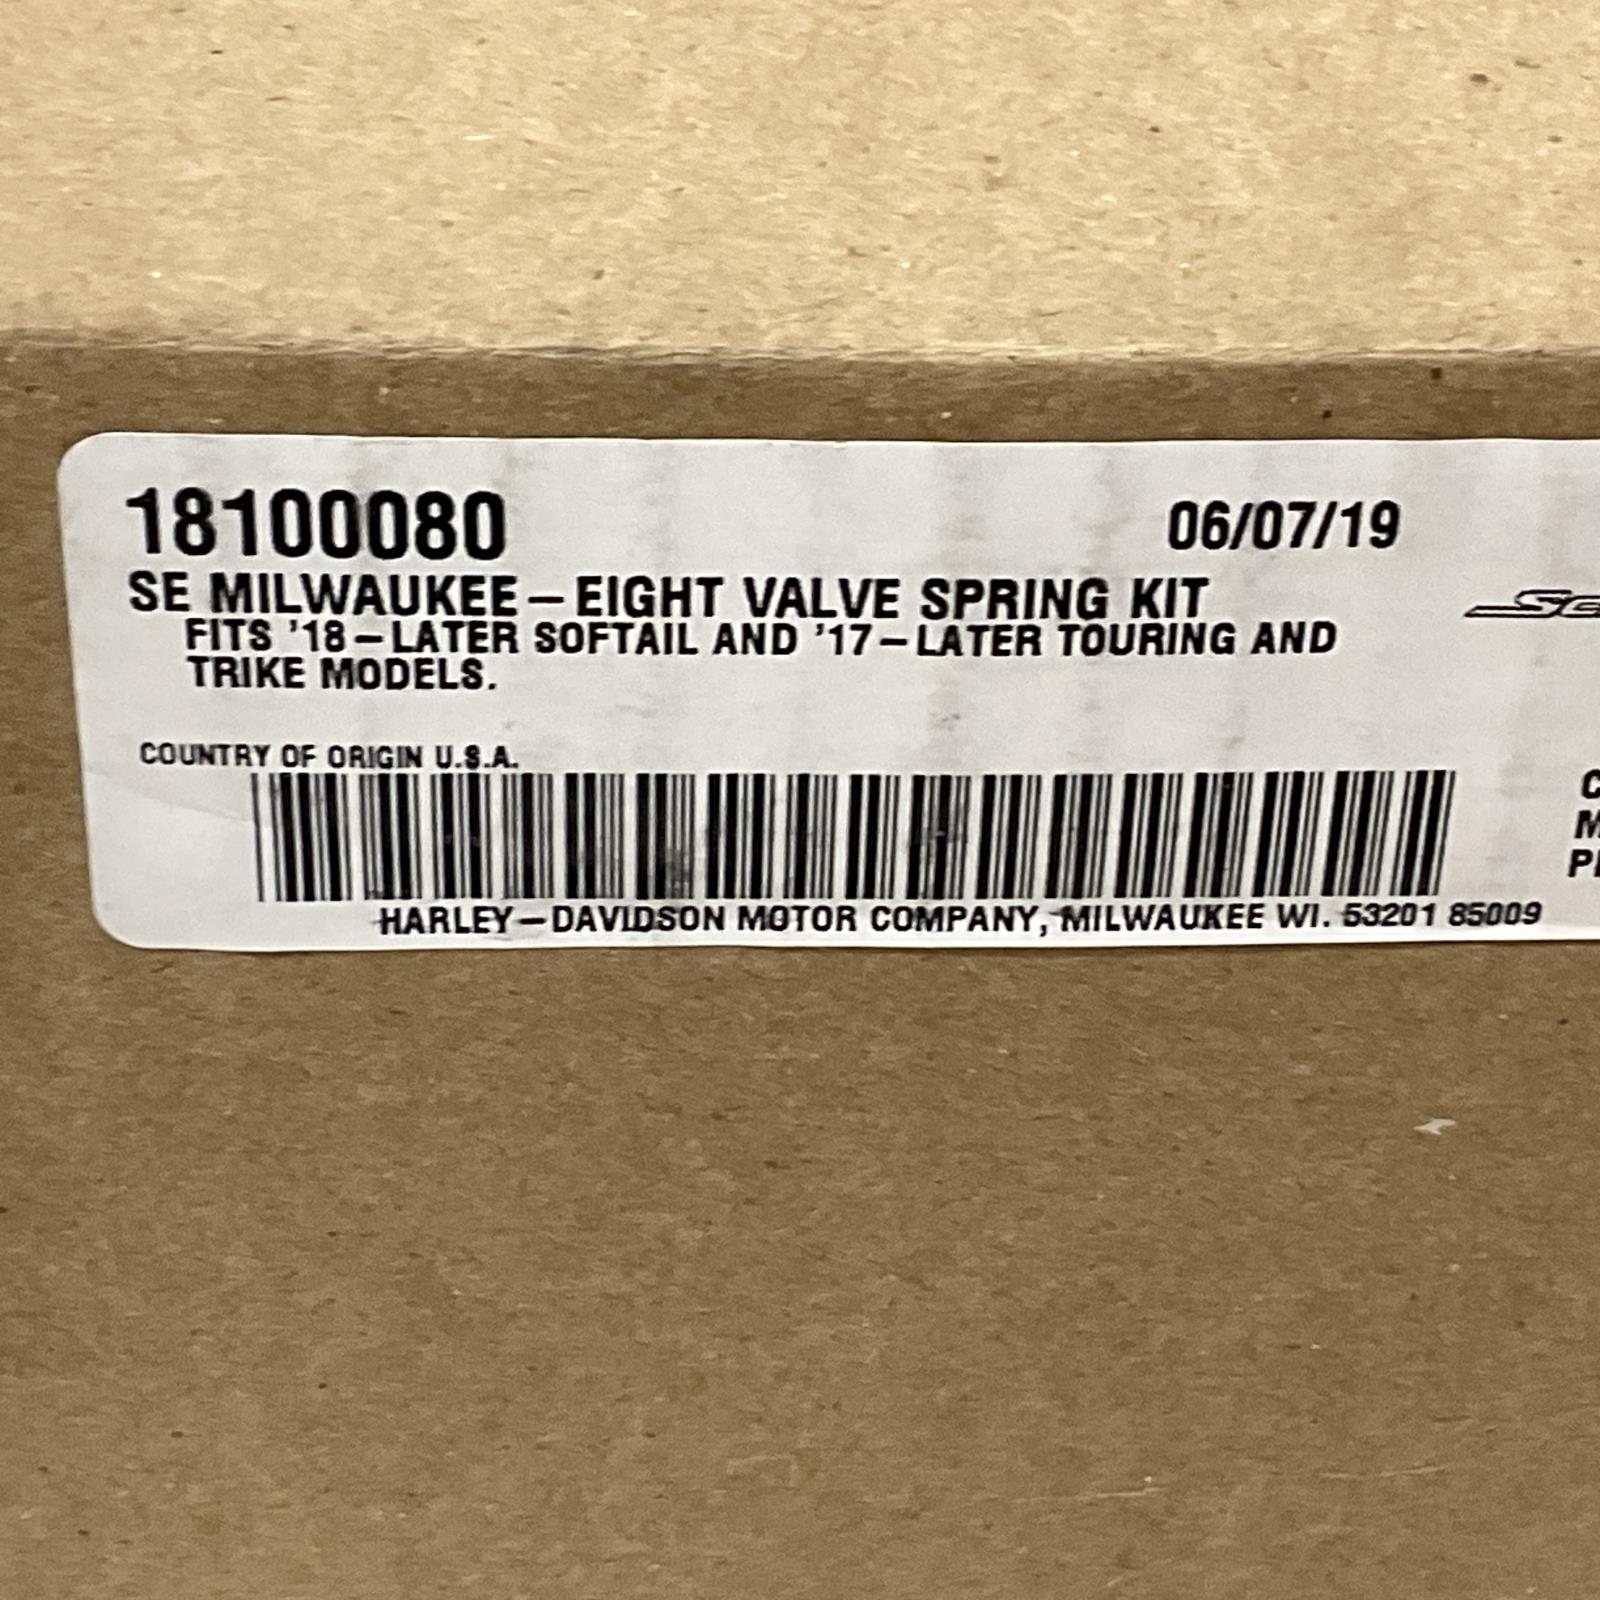 18100080 06/07/19
SE MILWAUKEE-EIGHT VALVE SPRING KIT
FITS '18-LATER SOFTAIL AND '17-LATER TOURING AND
TRIKE MODELS.
COUNTRY OF ORIGIN U.S.A.
HARLEY-DAVIDSON MOTOR COMPANY, MILWAUKEE WI. 53201 85009